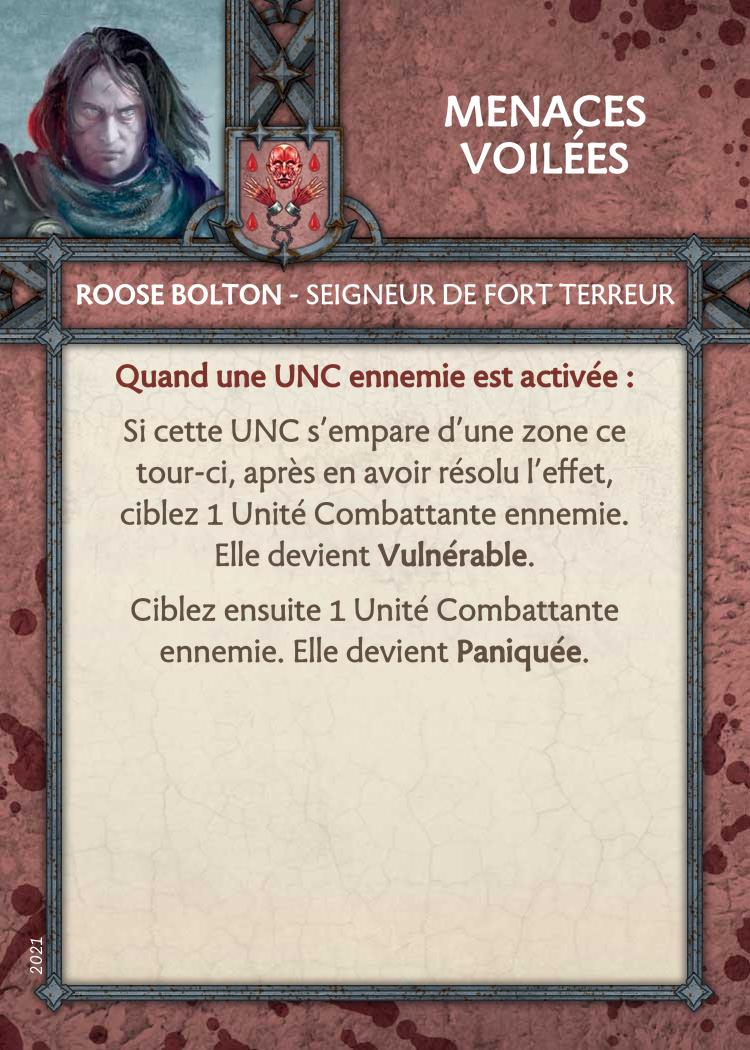 MENACES
VOILÉES
ROOSE BOLTON - SEIGNEUR DE FORT TERREUR
Quand une UNC ennemie est activée :
Si cette UNC s'empare d'une zone ce
tour-ci, après en avoir résolu l'effet,
ciblez 1 Unité Combattante ennemie.
Elle devient Vulnérable.
Ciblez ensuite 1 Unité Combattante
ennemie. Elle devient Paniquée.
2021